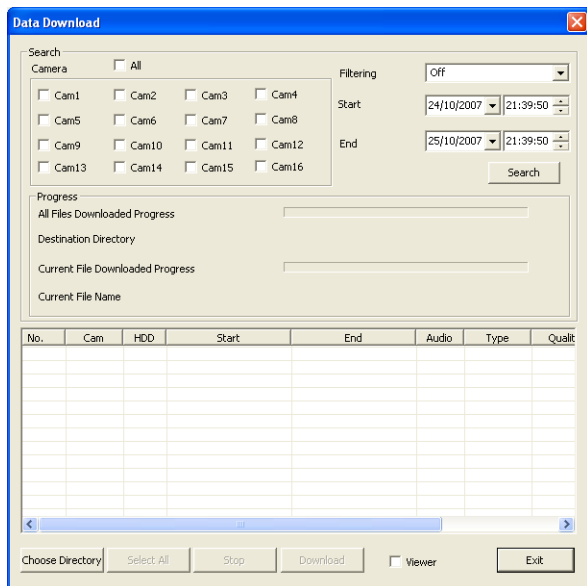 Data Download
Search
Camera All
Filtering Off
Cam1 Cam2 Cam3 Cam4
Start 24/10/2007 21:39:50
Cam5 Cam6 Cam7 Cam8
End 25/10/2007 21:39:50
Cam9 Cam10 Cam11 Cam12
Cam13 Cam14 Cam15 Cam16
Search
Progress
All Files Downloaded Progress
Destination Directory
Current File Downloaded Progress
Current File Name
No. Cam HDD Start End Audio Type Qualit
Choose Directory Select All Stop Download Viewer Exit